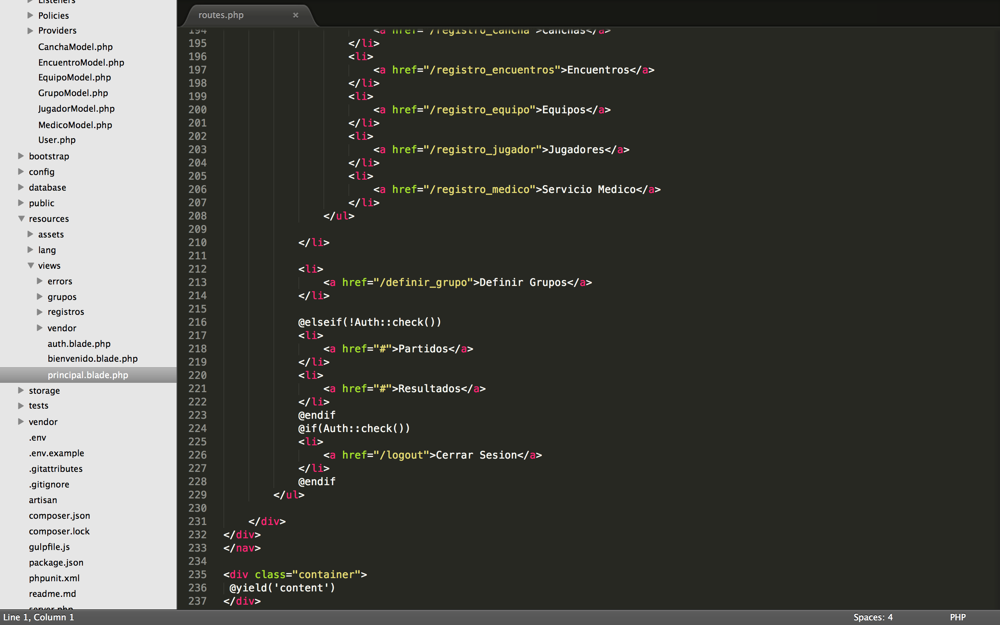 Listeners
Policies
Providers
CanchaModel.php
EncuentroModel.php
EquipoModel.php
GrupoModel.php
JugadorModel.php
MedicoModel.php
User.php
bootstrap
config
database
public
resources
assets
lang
views
errors
grupos
registros
vendor
auth.blade.php
bienvenido.blade.php
principal.blade.php
storage
tests
vendor
.env
.env.example
.gitattributes
.gitignore
artisan
composer.json
composer.lock
gulpfile.js
package.json
phpunit.xml
readme.md
server.php
routes.php ×
194 <a href="/registro_cancha">Canchas</a>
195 </li>
196 <li>
197 <a href="/registro_encuentros">Encuentros</a>
198 </li>
199 <li>
200 <a href="/registro_equipo">Equipos</a>
201 </li>
202 <li>
203 <a href="/registro_jugador">Jugadores</a>
204 </li>
205 <li>
206 <a href="/registro_medico">Servicio Medico</a>
207 </li>
208 </ul>
209
210 </li>
211
212 <li>
213 <a href="/definir_grupo">Definir Grupos</a>
214 </li>
215
216 @elseif(!Auth::check())
217 <li>
218 <a href="#">Partidos</a>
219 </li>
220 <li>
221 <a href="#">Resultados</a>
222 </li>
223 @endif
224 @if(Auth::check())
225 <li>
226 <a href="/logout">Cerrar Sesion</a>
227 </li>
228 @endif
229 </ul>
230
231 </div>
232 </div>
233 </nav>
234
235 <div class="container">
236 @yield('content')
237 </div>
Line 1, Column 1
Spaces: 4
PHP